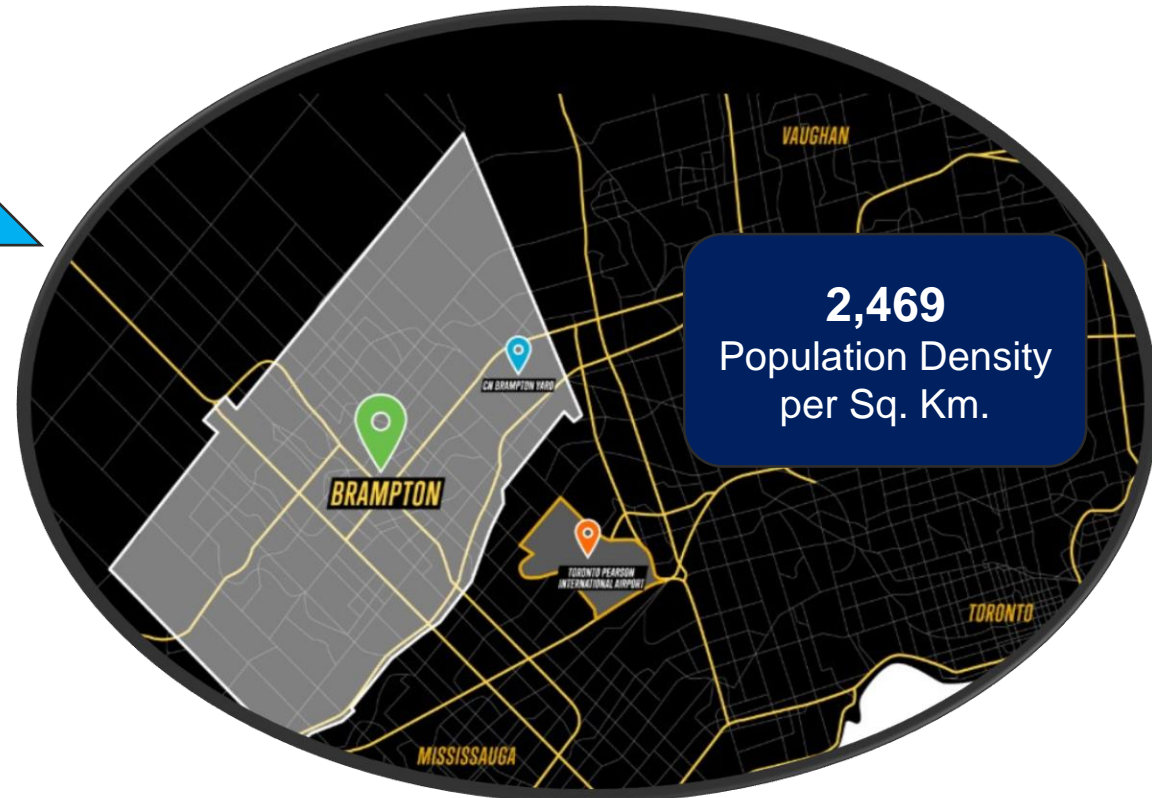 VAUGHAN
2,469
Population Density
per Sq. Km.
CN BRAMPTON YARD
BRAMPTON
TORONTO PEARSON
INTERNATIONAL AIRPORT
TORONTO
MISSISSAUGA